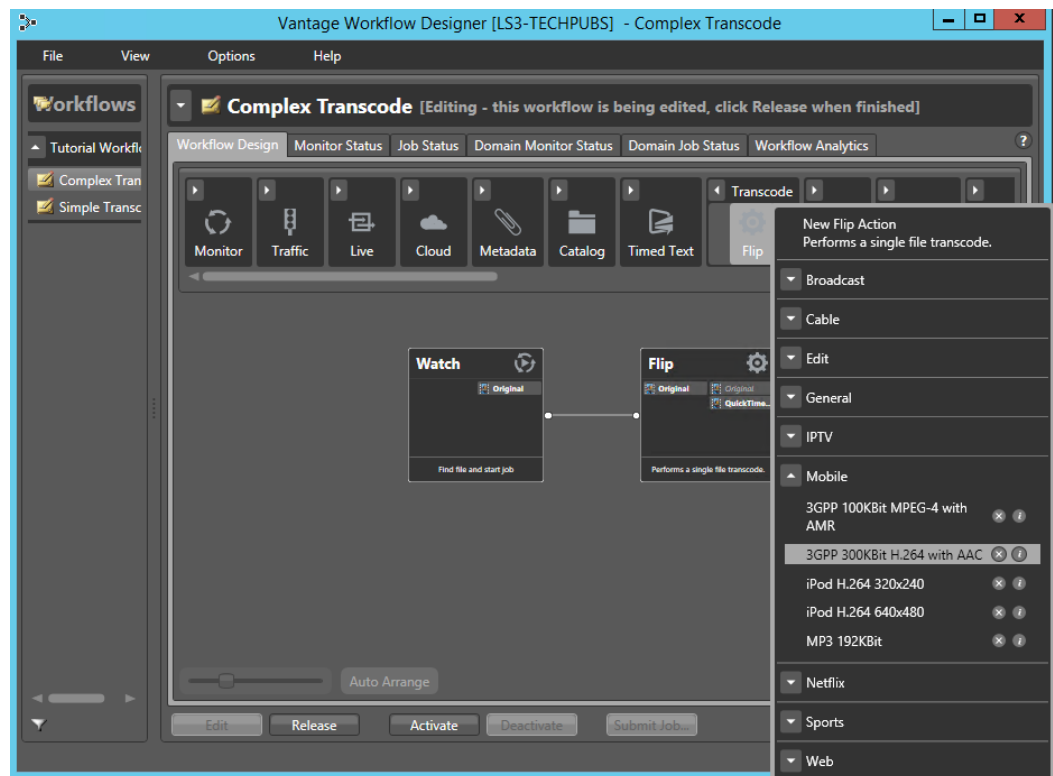 Vantage Workflow Designer [LS3-TECHPUBS] - Complex Transcode
File View Options Help
Workflows
Complex Transcode [Editing - this workflow is being edited, click Release when finished]
Tutorial Workflo
Complex Tran
Simple Transc
Workflow Design Monitor Status Job Status Domain Monitor Status Domain Job Status Workflow Analytics
?
Transcode
Monitor Traffic Live Cloud Metadata Catalog Timed Text Flip
New Flip Action
Performs a single file transcode.
Broadcast
Cable
Edit
General
IPTV
Mobile
3GPP 100KBit MPEG-4 with
AMR
3GPP 300KBit H.264 with AAC
iPod H.264 320x240
iPod H.264 640x480
MP3 192KBit
Netflix
Sports
Web
Watch
Original
Find file and start job
Flip
Original Original
QuickTime...
Performs a single file transcode.
Auto Arrange
Edit Release Activate Deactivate Submit Job...